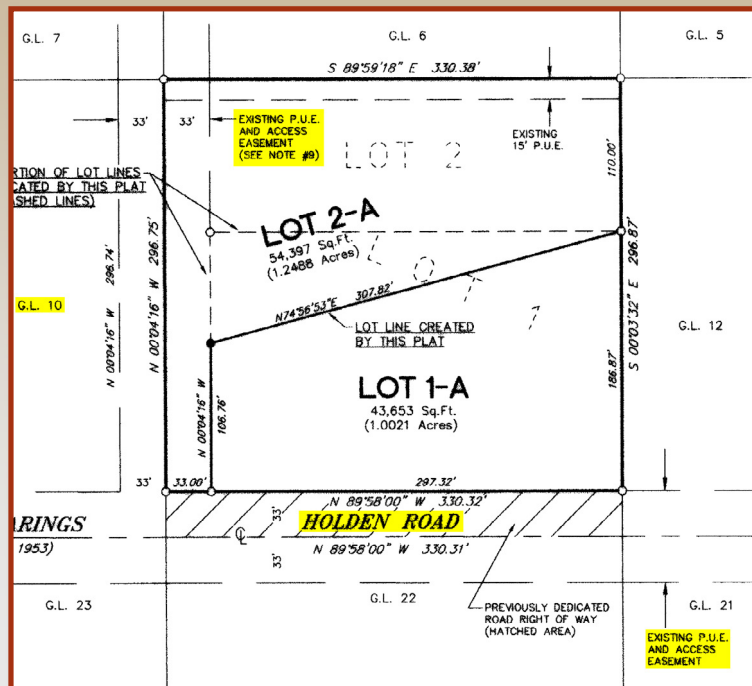 G.L. 7
G.L. 6
G.L. 5
S 89°59'18" E 330.38'
33'
33'
EXISTING P.U.E.
AND ACCESS
EASEMENT
(SEE NOTE #9)
EXISTING
15' P.U.E.
LOT 2
110.00'
RTION OF LOT LINES
CATED BY THIS PLAT
ASHED LINES)
LOT 2-A
54,397 Sq.Ft.
(1.2488 Acres)
LOT 1
N 00°04'16" W 296.74'
N 00°04'16" W 296.75'
S 00°03'32" E 296.87'
G.L. 10
N74°56'53"E 307.82'
LOT LINE CREATED
BY THIS PLAT
G.L. 12
LOT 1-A
43,653 Sq.Ft.
(1.0021 Acres)
N 00°04'16" W
106.76'
186.87'
33'
33.00'
297.32'
N 89°58'00" W 330.32'
ARINGS
1953)
33'
HOLDEN ROAD
CL
33'
N 89°58'00" W 330.31'
G.L. 23
G.L. 22
G.L. 21
PREVIOUSLY DEDICATED
ROAD RIGHT OF WAY
(HATCHED AREA)
EXISTING P.U.E.
AND ACCESS
EASEMENT